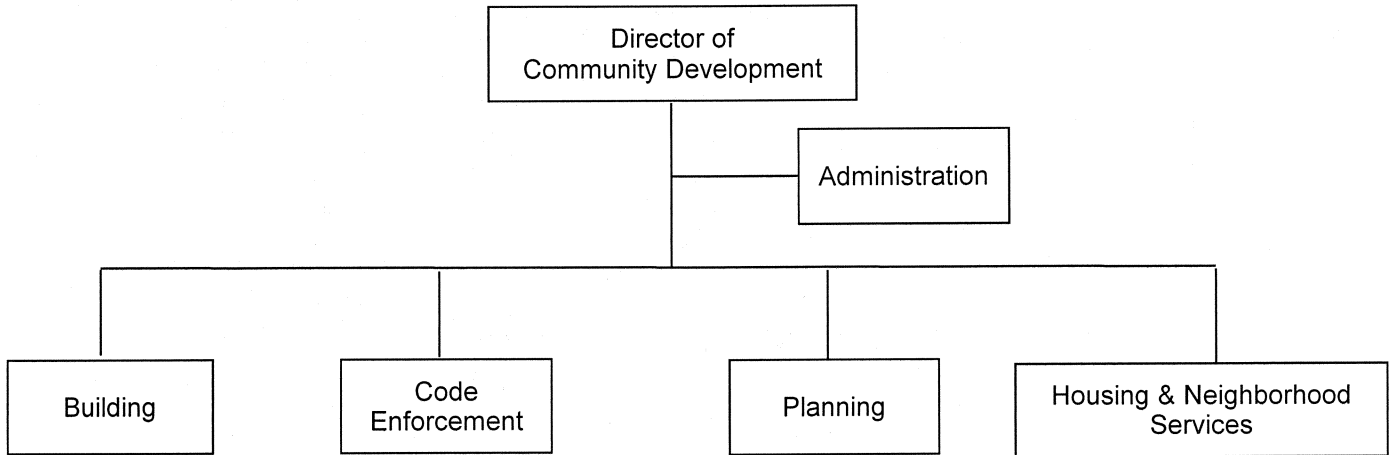 Director of
Community Development
Administration
Building
Code
Enforcement
Planning
Housing & Neighborhood
Services